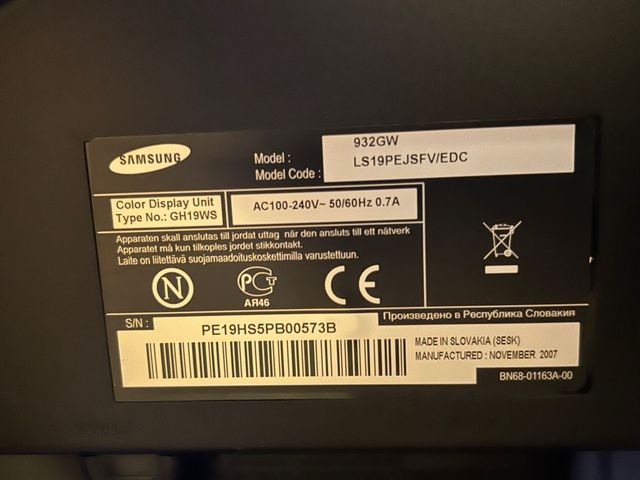 SAMSUNG
Model : 932GW
Model Code : LS19PEJSFV/EDC
Color Display Unit
Type No.: GH19WS
AC100-240V~ 50/60Hz 0.7A
Apparaten skall anslutas till jordat uttag när den ansluts till ett nätverk
Apparatet må kun tilkoples jordet stikkontakt.
Laite on liitettävä suojamaadoituskoskettimilla varustettuun.
N
РСТ
АЯ46
CE
Произведено в Республика Словакия
S/N :
PE19HS5PB00573B
MADE IN SLOVAKIA (SESK)
MANUFACTURED : NOVEMBER 2007
BN68-01163A-00